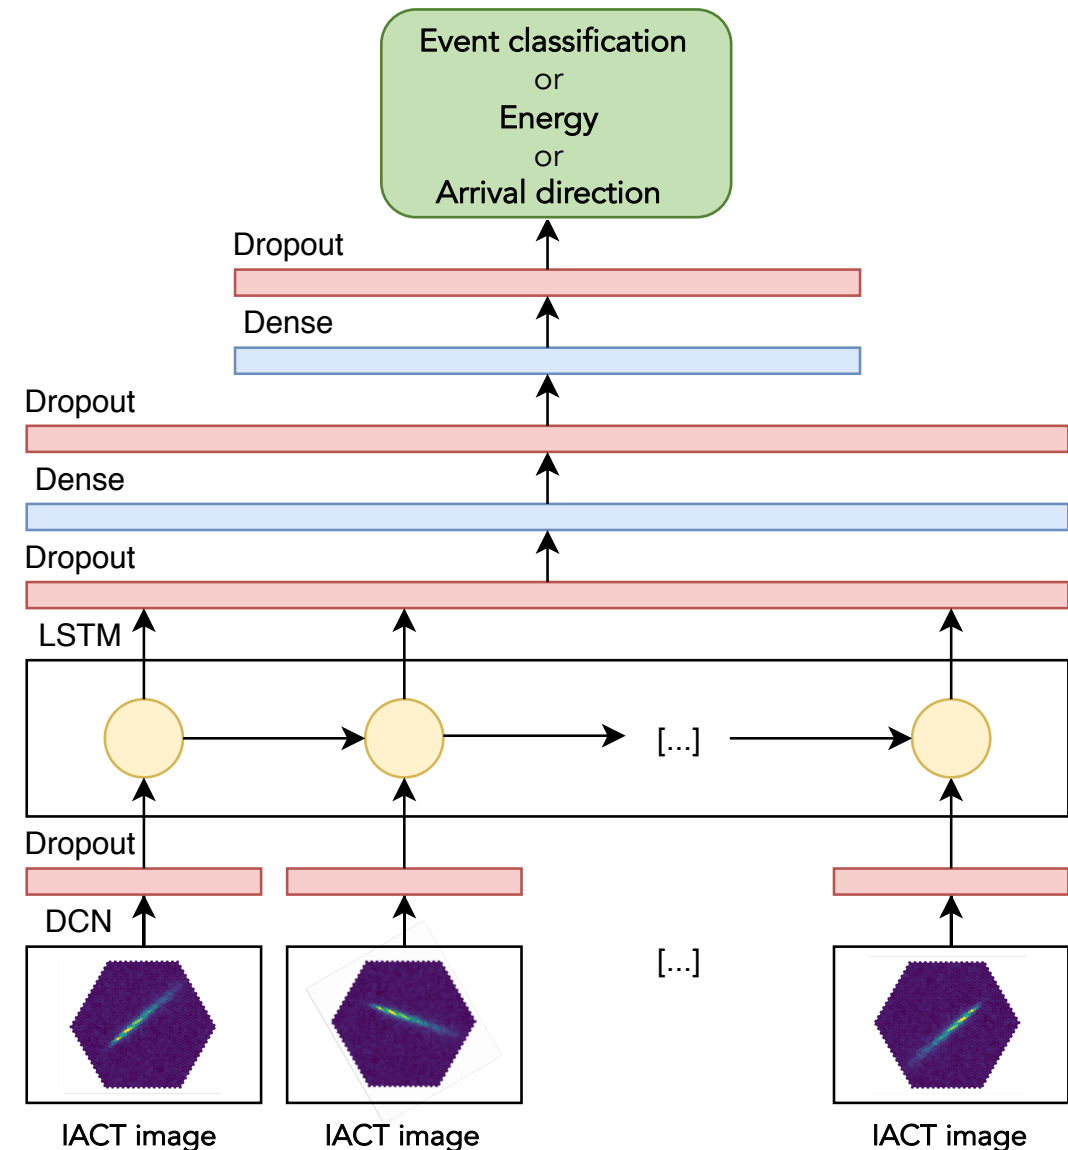 Event classification
or
Energy
or
Arrival direction
Dropout
Dense
Dropout
Dense
Dropout
LSTM
[...]
Dropout
DCN
[...]
IACT image
IACT image
IACT image